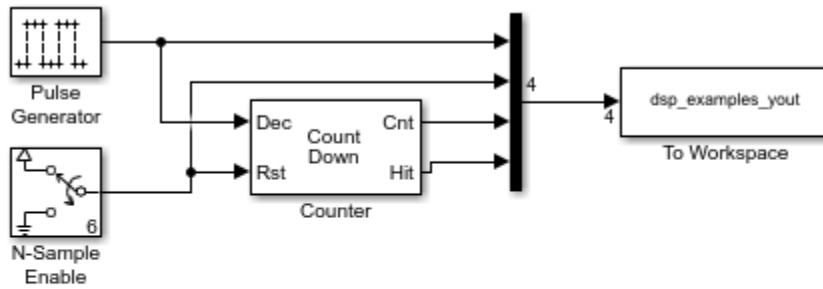 Pulse
Generator
Dec
Rst
Count
Down
Cnt
Hit
Counter
4
4
dsp_examples_yout
To Workspace
6
N-Sample
Enable